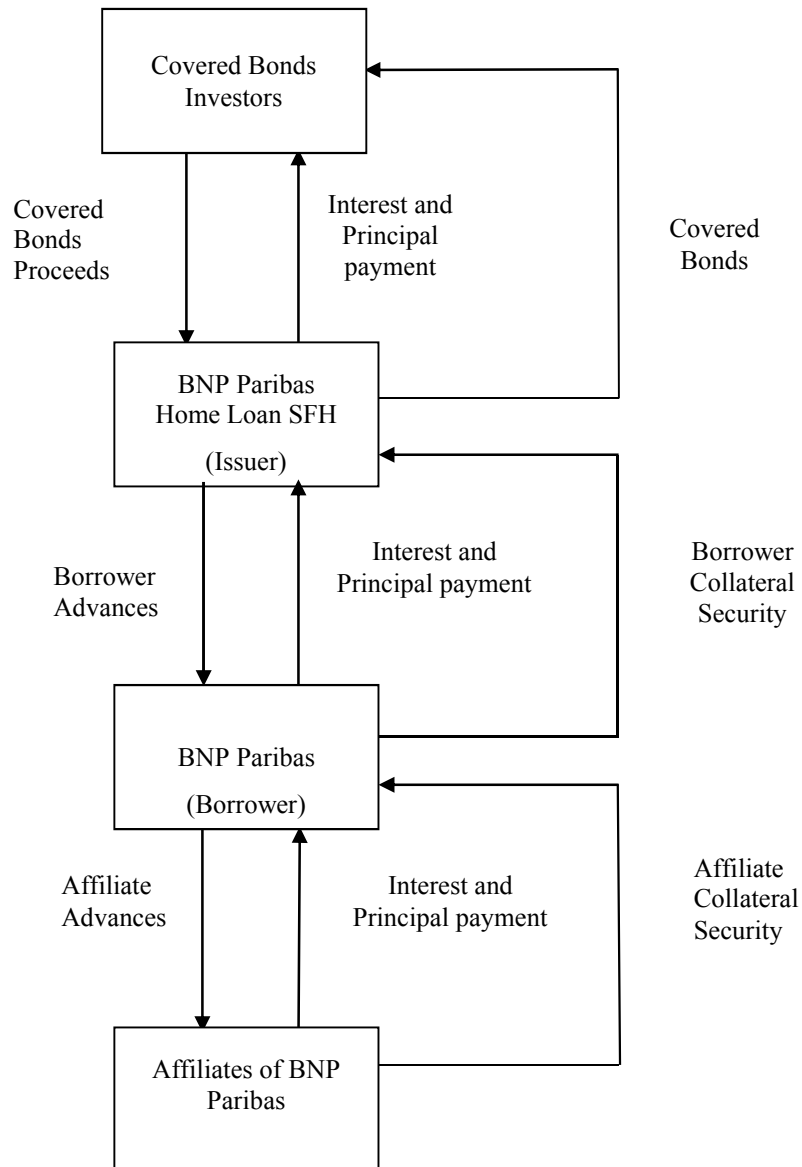 Covered Bonds
Investors
Covered
Bonds
Proceeds
Interest and
Principal
payment
Covered
Bonds
BNP Paribas
Home Loan SFH
(Issuer)
Borrower
Advances
Interest and
Principal payment
Borrower
Collateral
Security
BNP Paribas
(Borrower)
Affiliate
Advances
Interest and
Principal payment
Affiliate
Collateral
Security
Affiliates of BNP
Paribas